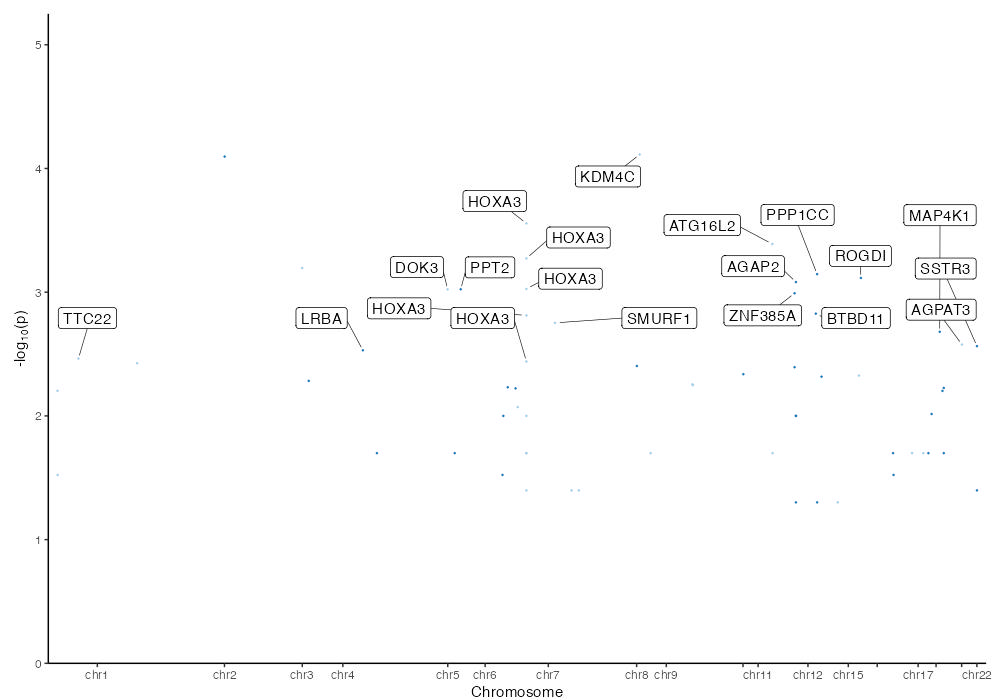 5
4
3
2
1
0
-log10(p)
KDM4C
HOXA3
ATG16L2
PPP1CC
MAP4K1
HOXA3
ROGDI
DOK3
PPT2
HOXA3
AGAP2
SSTR3
TTC22
LRBA
HOXA3
HOXA3
SMURF1
ZNF385A
BTBD11
AGPAT3
chr1
chr2
chr3
chr4
chr5
chr6
chr7
chr8
chr9
chr11
chr12
chr15
chr17
chr22
Chromosome